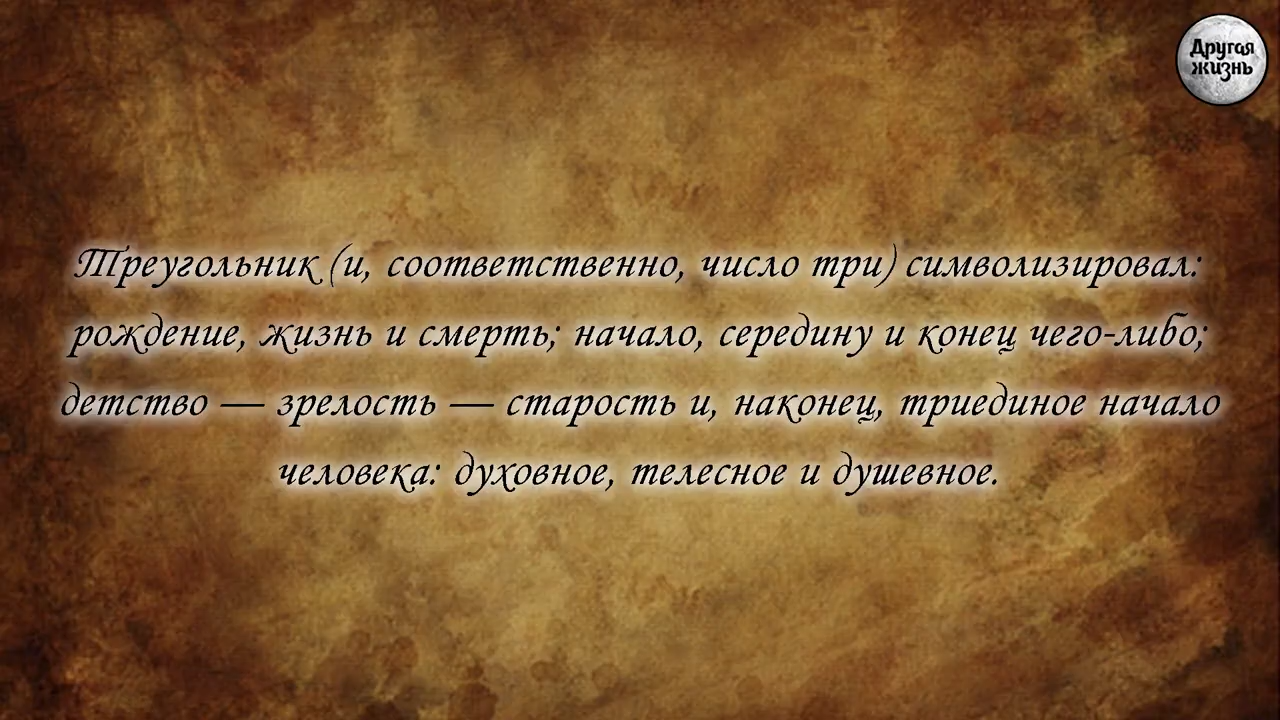 Другая
жизнь
Треугольник (и, соответственно, число три) символизировал:
рождение, жизнь и смерть; начало, середину и конец чего-либо;
детство — зрелость — старость и, наконец, триединое начало
человека: духовное, телесное и душевное.